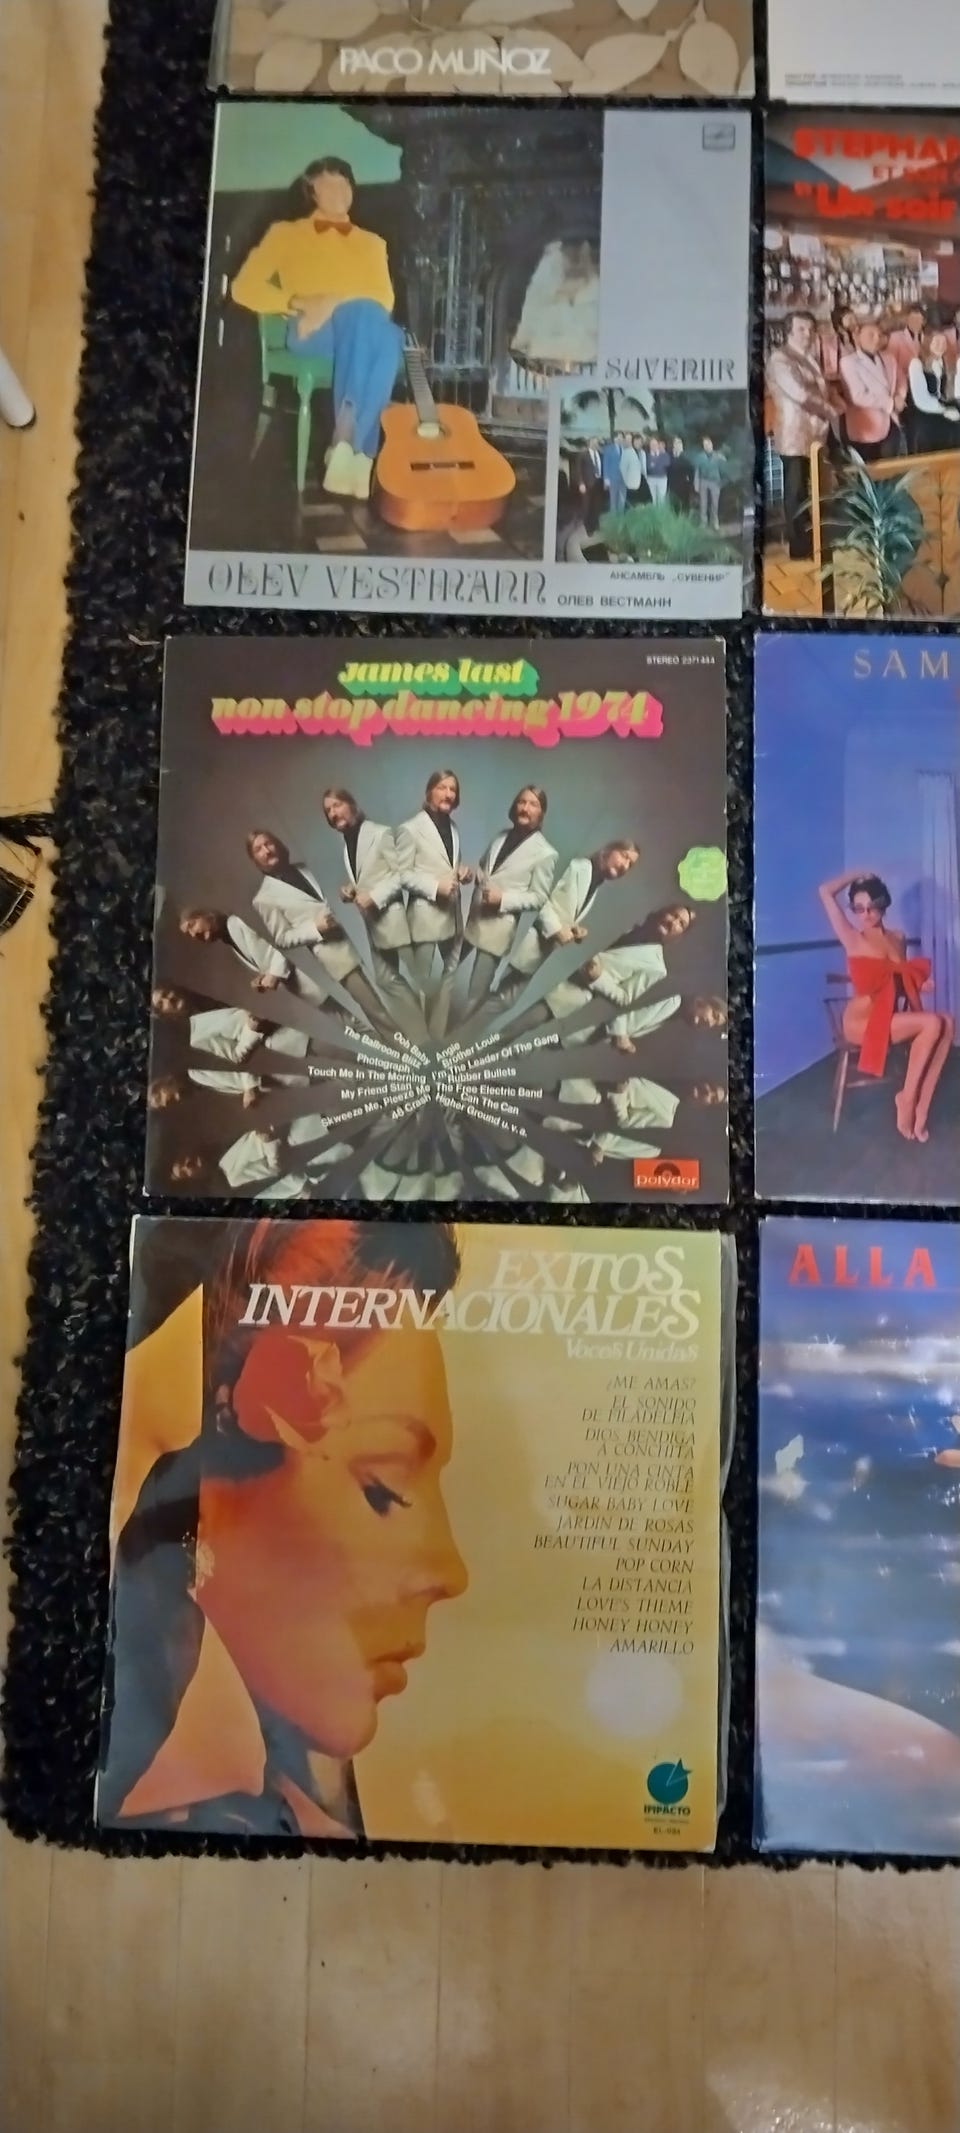 PACO MUÑOZ
SUVENIIR
OLEV VESTMANN
АНСАМБЛЬ „СУВЕНИР"
ОЛЕВ ВЕСТМАНН
STEPHAN
ET SON
"Un soir
james last
non stop dancing 1974
STEREO 2371 444
Ooh Baby
The Ballroom Blitz
Photograph
Touch Me In The Morning
My Friend Stan
Skweeze Me, Pleeze Me
48 Crash
Angie
Brother Louie
I'm The Leader Of The Gang
Rubber Bullets
The Free Electric Band
Can The Can
Higher Ground u.v.a.
Polydor
SAM
EXITOS
INTERNACIONALES
Voces Unidas
¿ME AMAS?
EL SONIDO
DE FILADELFIA
DIOS BENDIGA
A CONCHITA
PON UNA CINTA
EN EL VIEJO ROBLE
SUGAR BABY LOVE
JARDIN DE ROSAS
BEAUTIFUL SUNDAY
POP CORN
LA DISTANCIA
LOVE'S THEME
HONEY HONEY
AMARILLO
IMPACTO
ALLA